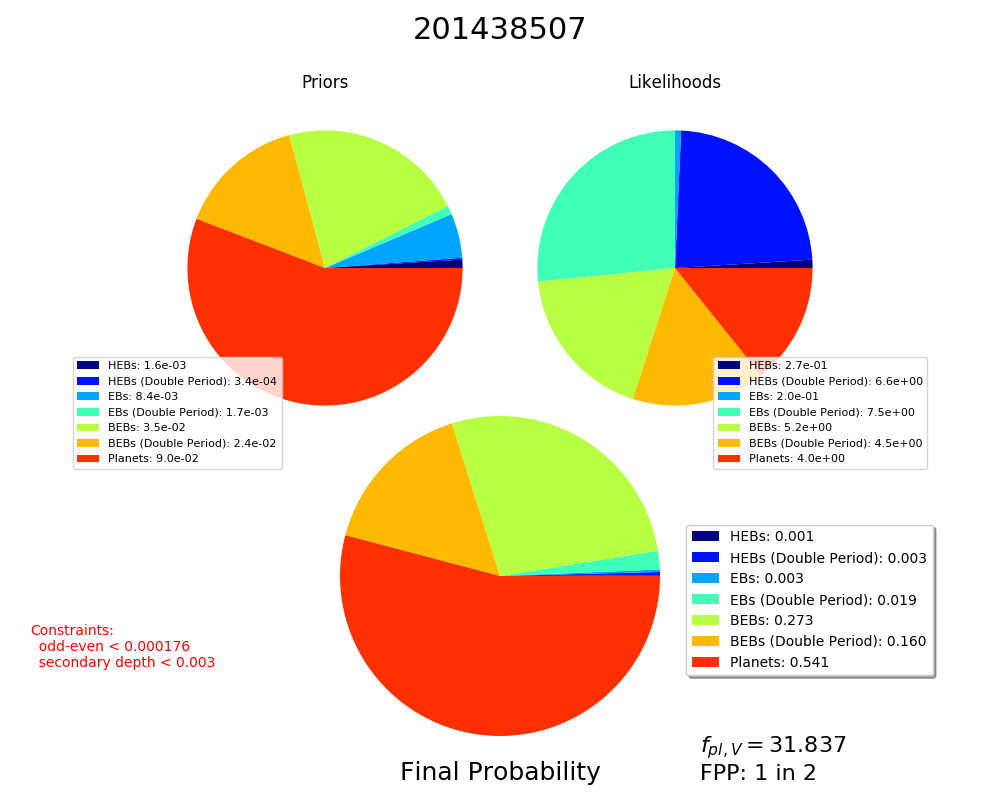 201438507
Priors
Likelihoods
HEBs: 1.6e-03
HEBs (Double Period): 3.4e-04
EBs: 8.4e-03
EBs (Double Period): 1.7e-03
BEBs: 3.5e-02
BEBs (Double Period): 2.4e-02
Planets: 9.0e-02
HEBs: 2.7e-01
HEBs (Double Period): 6.6e+00
EBs: 2.0e-01
EBs (Double Period): 7.5e+00
BEBs: 5.2e+00
BEBs (Double Period): 4.5e+00
Planets: 4.0e+00
HEBs: 0.001
HEBs (Double Period): 0.003
EBs: 0.003
EBs (Double Period): 0.019
BEBs: 0.273
BEBs (Double Period): 0.160
Planets: 0.541
Constraints:
odd-even < 0.000176
secondary depth < 0.003
f_{pl,V} = 31.837
FPP: 1 in 2
Final Probability